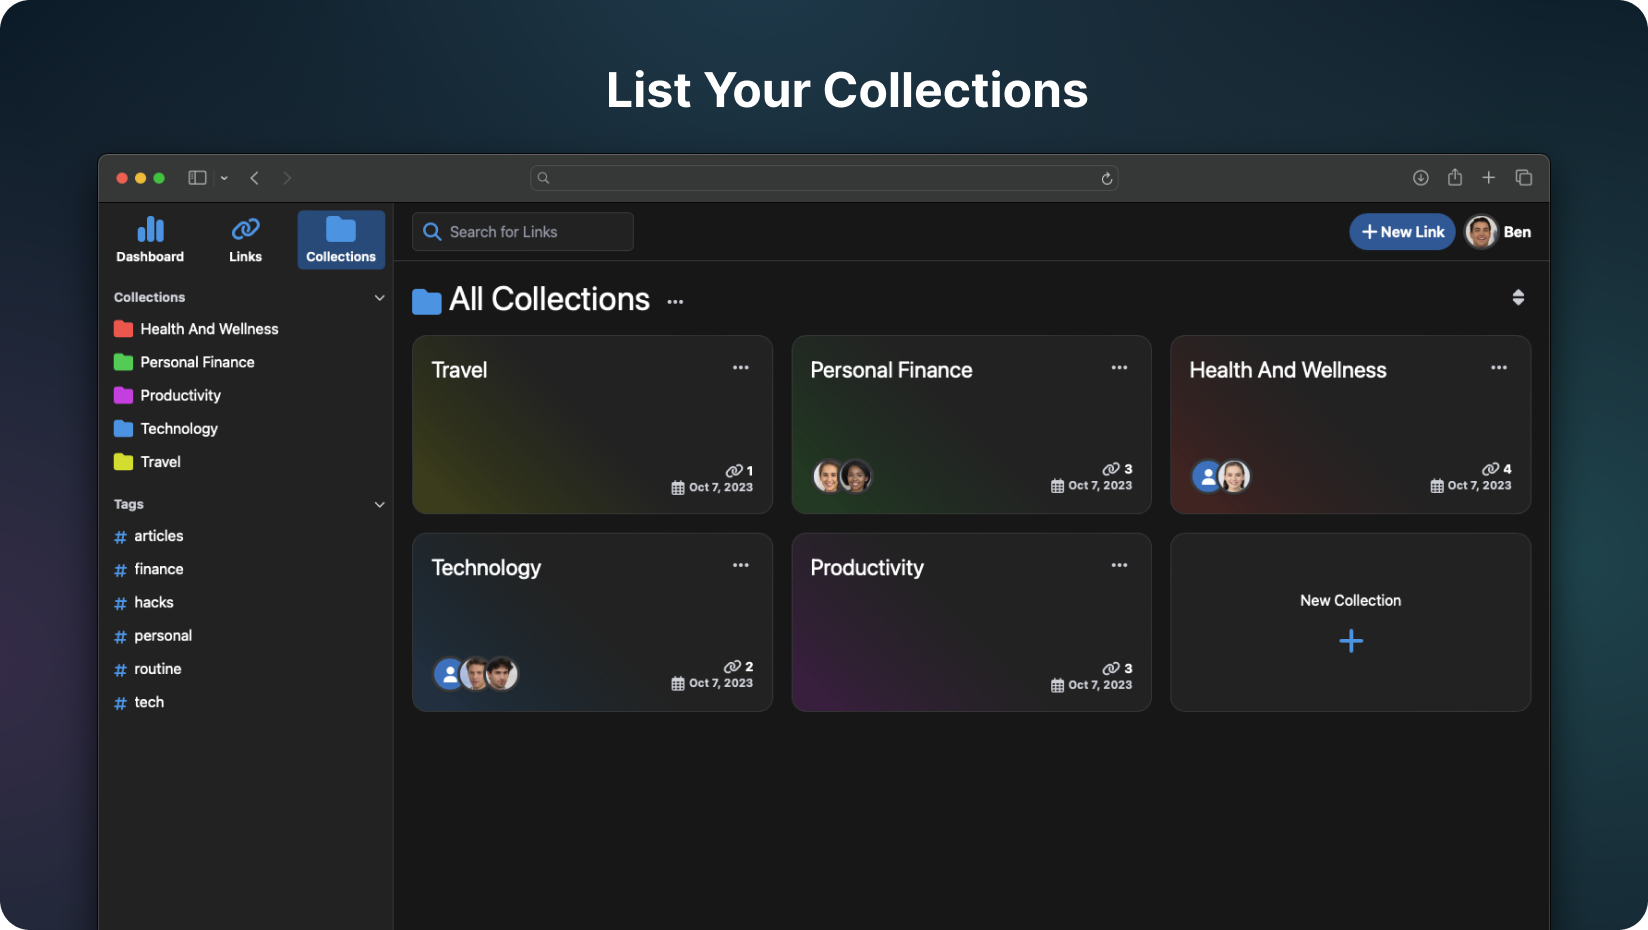 List Your Collections
Dashboard
Links
Collections
Search for Links
New Link
Ben
Collections
Health And Wellness
Personal Finance
Productivity
Technology
Travel
Tags
# articles
# finance
# hacks
# personal
# routine
# tech
All Collections
Travel
1
Oct 7, 2023
Personal Finance
3
Oct 7, 2023
Health And Wellness
4
Oct 7, 2023
Technology
2
Oct 7, 2023
Productivity
3
Oct 7, 2023
New Collection